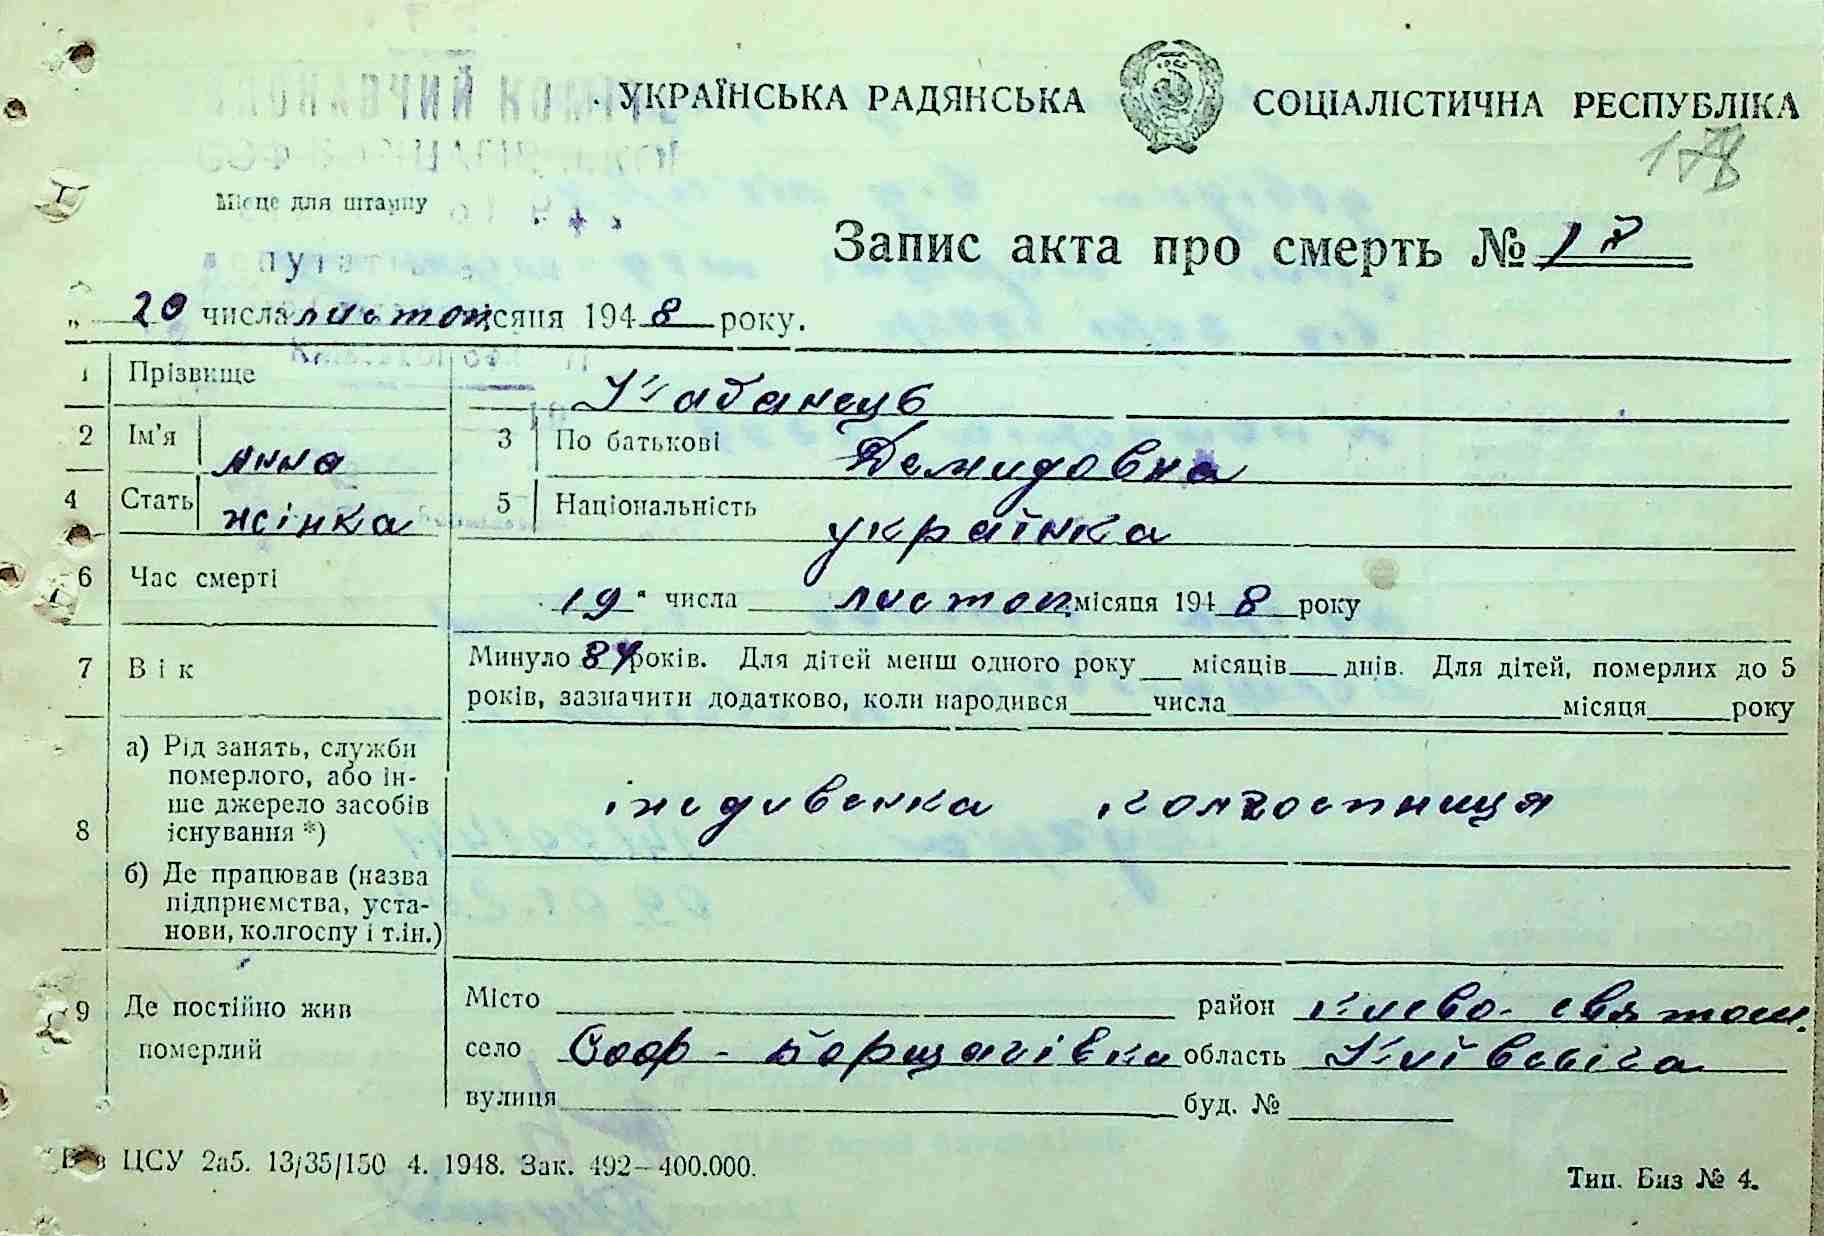 УКРАЇНСЬКА РАДЯНСЬКА СОЦІАЛІСТИЧНА РЕСПУБЛІКА
178
Місце для штампу
Запис акта про смерть №
„ 20 числа листоп місяця 1948 року.
1 Прізвище Кабанець
2 Ім'я Анна 3 По батькові Демидовна
4 Стать жінка 5 Національність українка
6 Час смерті 19 " числа листоп. місяця 1948 року
7 Вік Минуло 84 років. Для дітей менш одного року місяців днів. Для дітей, померлих до 5
років, зазначити додатково, коли народився числа місяця року
8 а) Рід занять, служби
померлого, або ін-
ше джерело засобів
існування *)
колгоспниця
б) Де працював (назва
підприємства, уста-
нови, колгоспу і т.ін.)
9 Де постійно жив
померлий
Місто район Києво-Святош.
село Соф-Борщагівка область Київська
вулиця буд. №
ЦСУ 2а5. 13/35/150 4. 1948. Зак. 492—400.000.
Тип. Биз № 4.